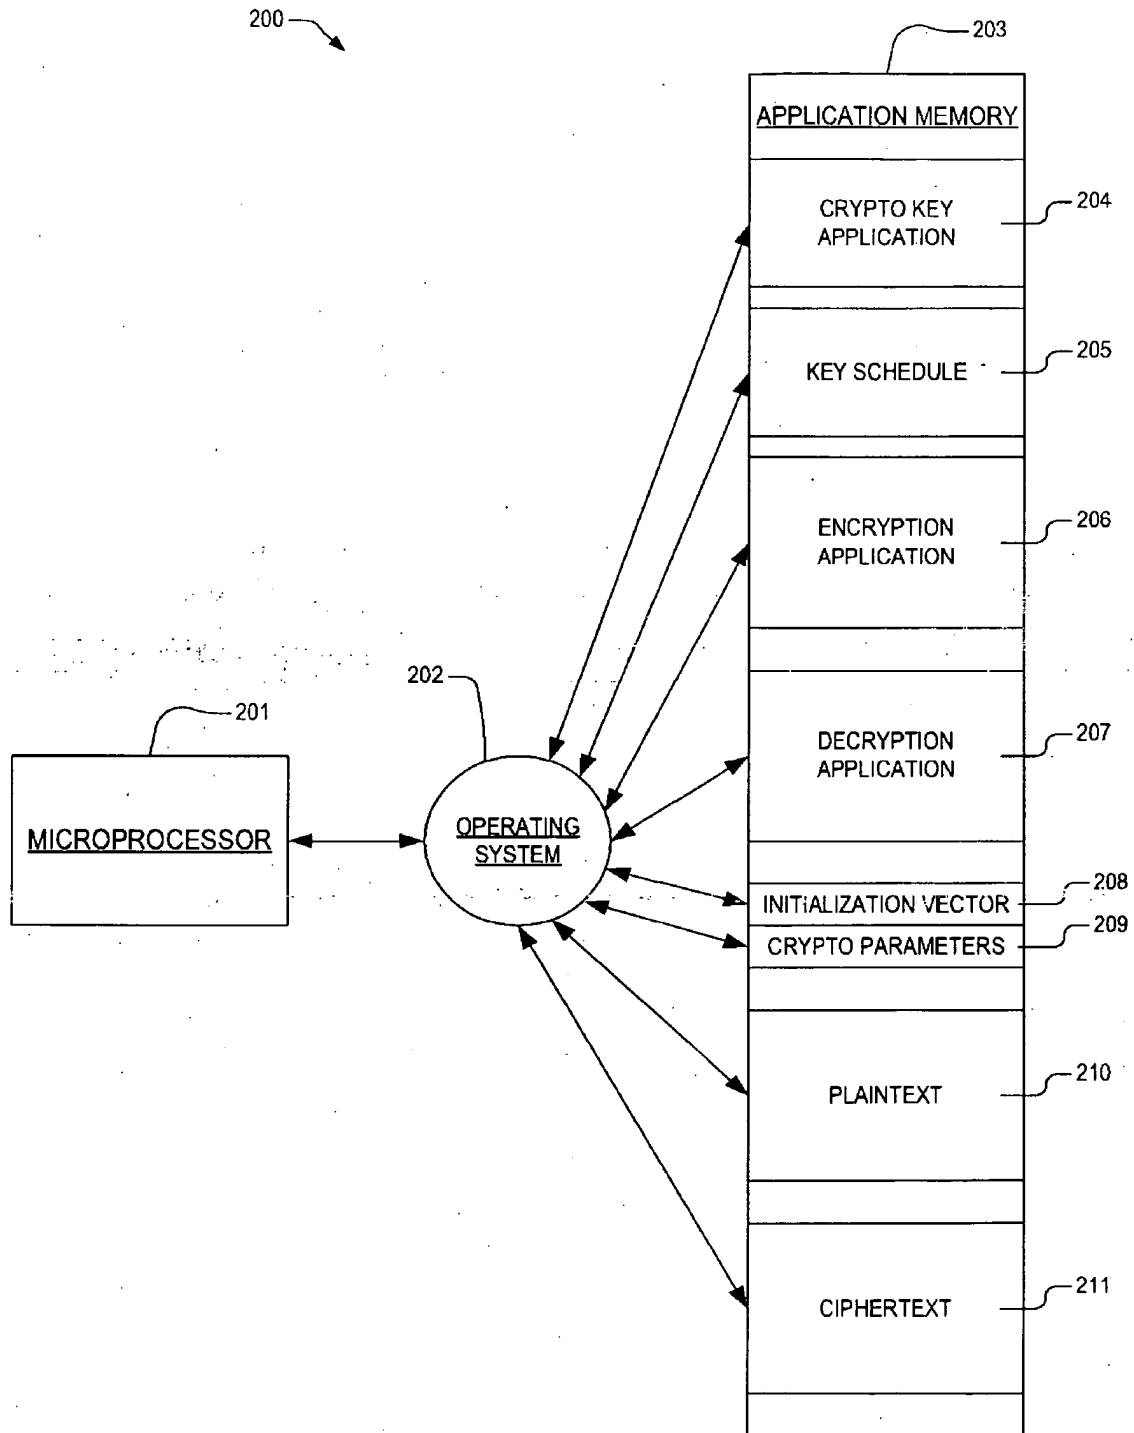 200
203
APPLICATION MEMORY
CRYPTO KEY
APPLICATION
204
KEY SCHEDULE
205
ENCRYPTION
APPLICATION
206
202
201
DECRYPTION
APPLICATION
207
MICROPROCESSOR
OPERATING
SYSTEM
INITIALIZATION VECTOR
208
CRYPTO PARAMETERS
209
PLAINTEXT
210
CIPHERTEXT
211